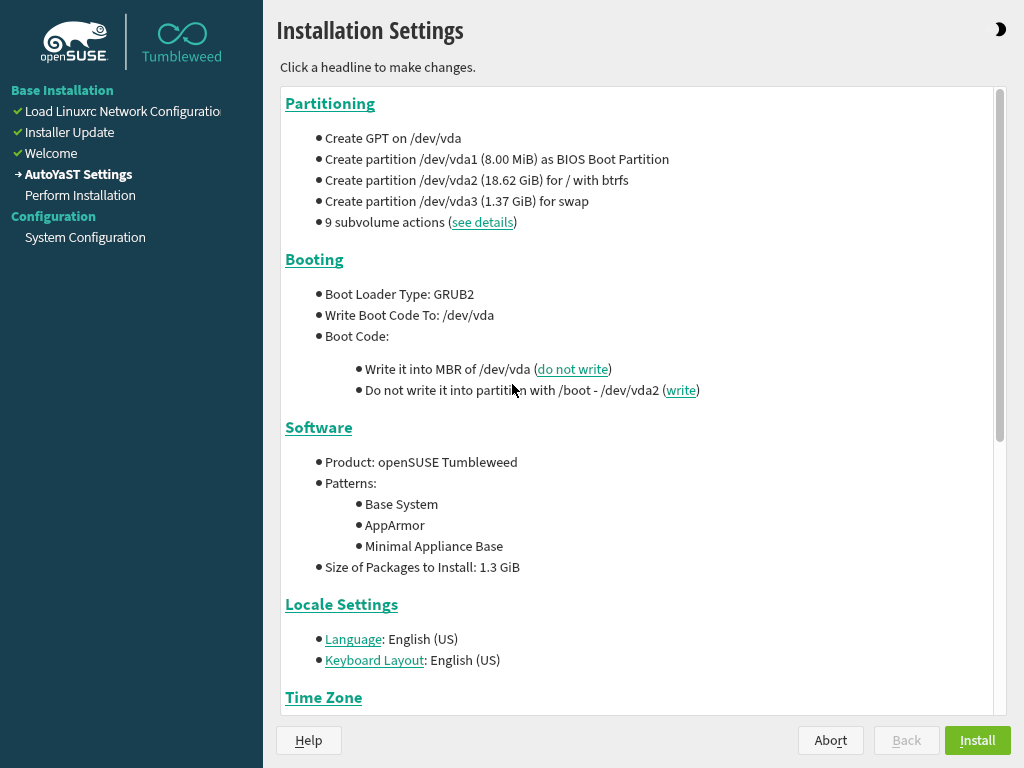 openSUSE
Tumbleweed
Base Installation
Load Linuxrc Network Configuratio
Installer Update
Welcome
AutoYaST Settings
Perform Installation
Configuration
System Configuration
Installation Settings
Click a headline to make changes.
Partitioning
Create GPT on /dev/vda
Create partition /dev/vda1 (8.00 MiB) as BIOS Boot Partition
Create partition /dev/vda2 (18.62 GiB) for / with btrfs
Create partition /dev/vda3 (1.37 GiB) for swap
9 subvolume actions (see details)
Booting
Boot Loader Type: GRUB2
Write Boot Code To: /dev/vda
Boot Code:
Write it into MBR of /dev/vda (do not write)
Do not write it into partition with /boot - /dev/vda2 (write)
Software
Product: openSUSE Tumbleweed
Patterns:
Base System
AppArmor
Minimal Appliance Base
Size of Packages to Install: 1.3 GiB
Locale Settings
Language: English (US)
Keyboard Layout: English (US)
Time Zone
Help
Abort
Back
Install